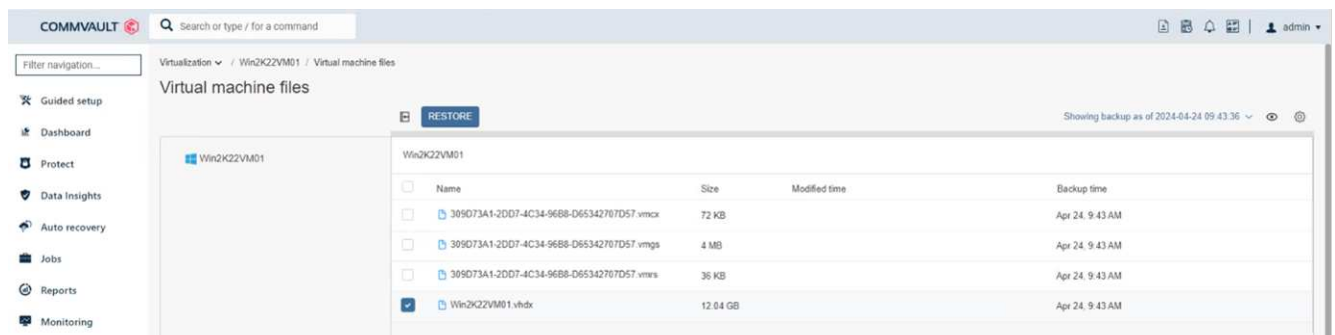 COMMVAULT Search or type / for a command admin
Filter navigation...
Virtualization / Win2K22VM01 / Virtual machine files
Virtual machine files
Guided setup
Dashboard
Protect
Data Insights
Auto recovery
Jobs
Reports
Monitoring
RESTORE
Showing backup as of 2024-04-24 09:43:36
Win2K22VM01
Win2K22VM01
Name Size Modified time Backup time
309D73A1-2DD7-4C34-96B8-D65342707D57.vmcx 72 KB Apr 24, 9:43 AM
309D73A1-2DD7-4C34-96B8-D65342707D57.vmgs 4 MB Apr 24, 9:43 AM
309D73A1-2DD7-4C34-96B8-D65342707D57.vmrs 36 KB Apr 24, 9:43 AM
Win2K22VM01.vhdx 12.04 GB Apr 24, 9:43 AM